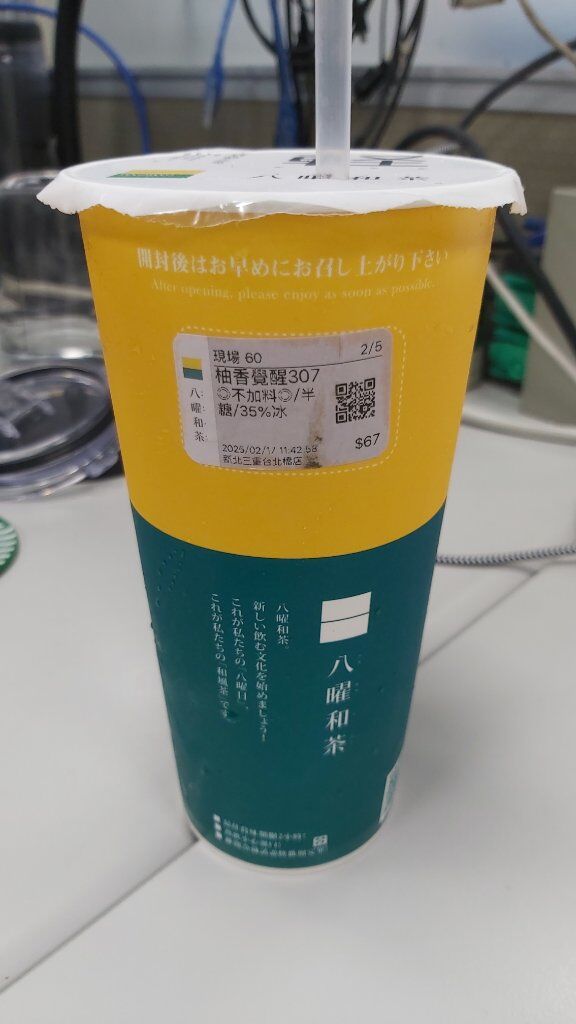 八曜和茶。
開封後はお早めにお召し上がり下さい
After opening, please enjoy as soon as possible.
現場 60 2/5
柚香覺醒307
◎不加料◎/半
糖/35%冰
八曜和茶
2025/02/17 11:42:58
新北三重台北橋店
$67
八曜和茶
八曜和茶。
新しい飲む文化を始めましょう!
これが私たちの「八曜日」、
これが私たちの「和風茶」です。